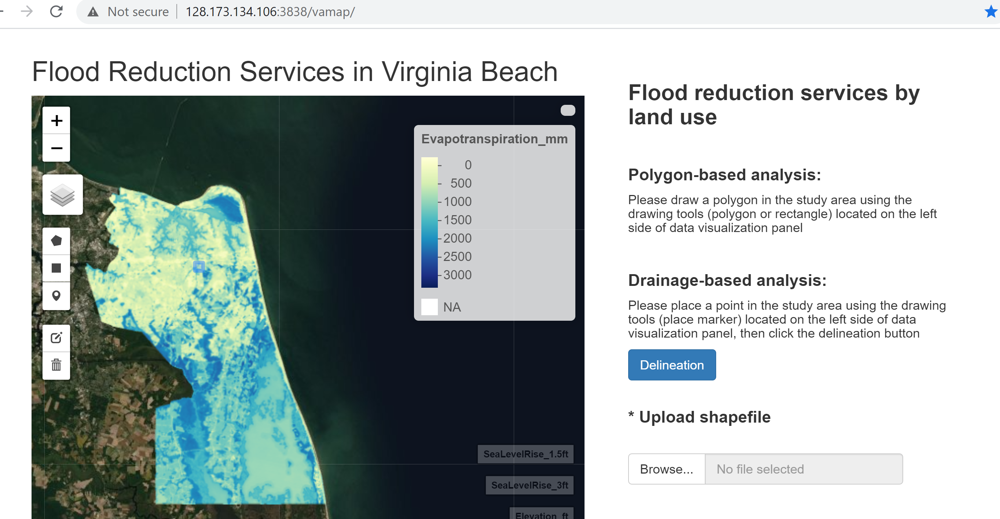 Not secure
128.173.134.106:3838/vamap/
Flood Reduction Services in Virginia Beach
+
−
Evapotranspiration_mm
0
500
1000
1500
2000
2500
3000
NA
SeaLevelRise_1.5ft
SeaLevelRise_3ft
Elevation_ft
Flood reduction services by
land use
Polygon-based analysis:
Please draw a polygon in the study area using the
drawing tools (polygon or rectangle) located on the left
side of data visualization panel
Drainage-based analysis:
Please place a point in the study area using the drawing
tools (place marker) located on the left side of data
visualization panel, then click the delineation button
Delineation
* Upload shapefile
Browse... No file selected